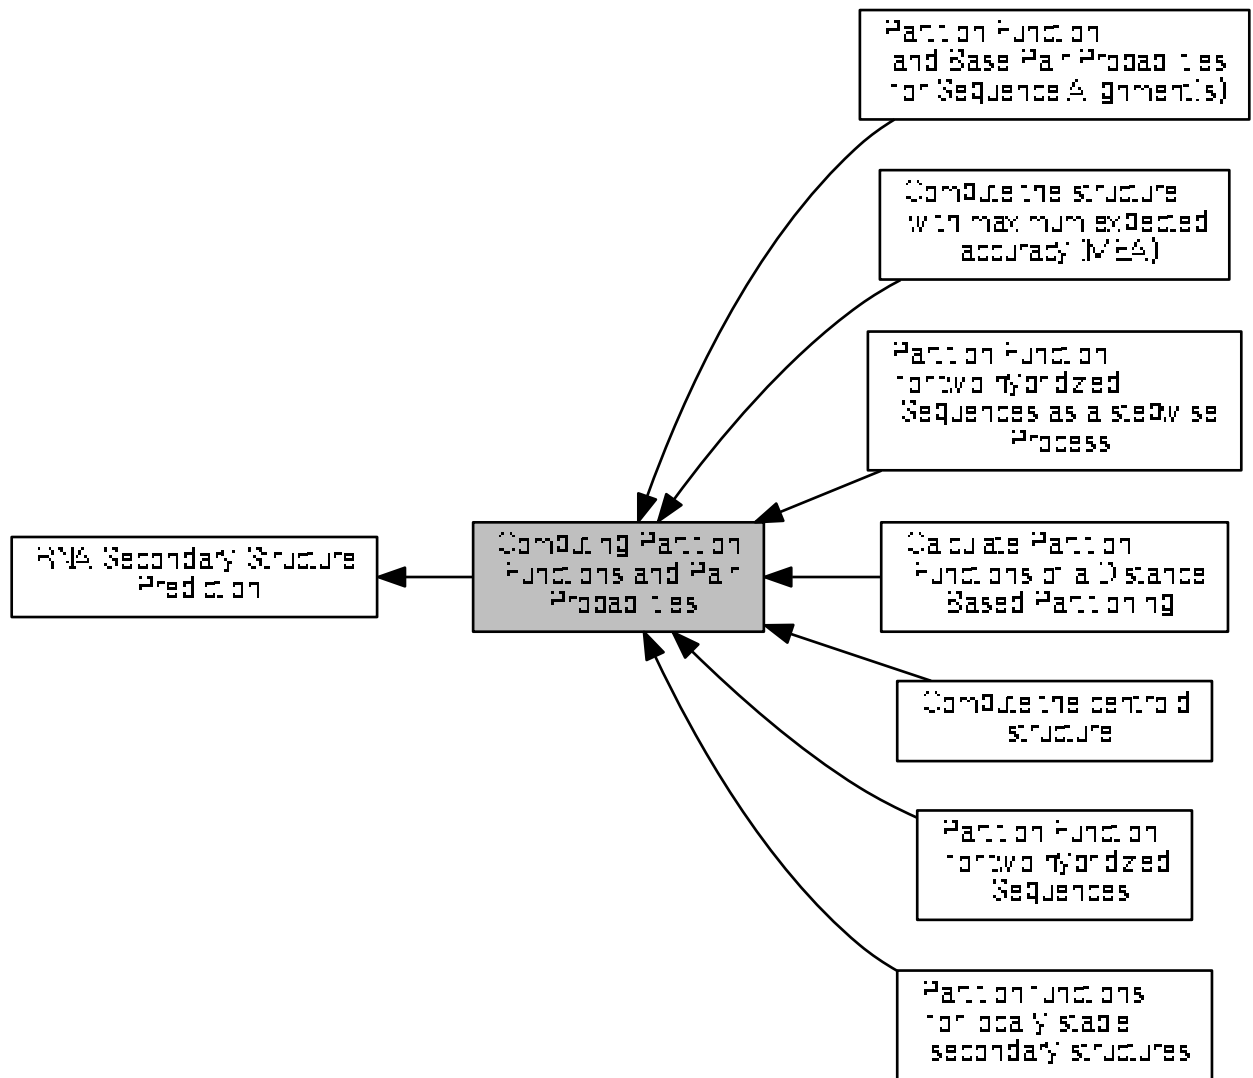 Partition Function
and Base Pair Propabilities
for Sequence Alignment(s)
Compute the structure
with maximum expected
accuracy (MEA)
Partition Function
for two hybridized
Sequences as a stepwise
Process
RNA Secondary Structure
Prediction
Computing Partition
Functions and Pair
Propabilities
Calculate Partition
Functions of a Distance
Based Partitioning
Compute the centroid
structure
Partition Function
for two hybridized
Sequences
Partition functions
for locally stable
secondary structures